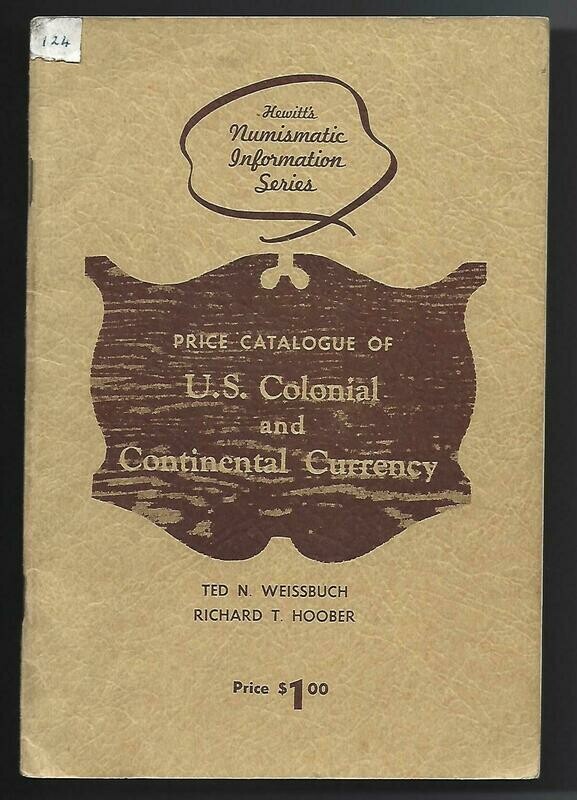 124
Hewitt's
Numismatic
Information
Series
PRICE CATALOGUE OF
U.S. Colonial
and
Continental Currency
TED N. WEISSBUCH
RICHARD T. HOOBER
Price $1.00